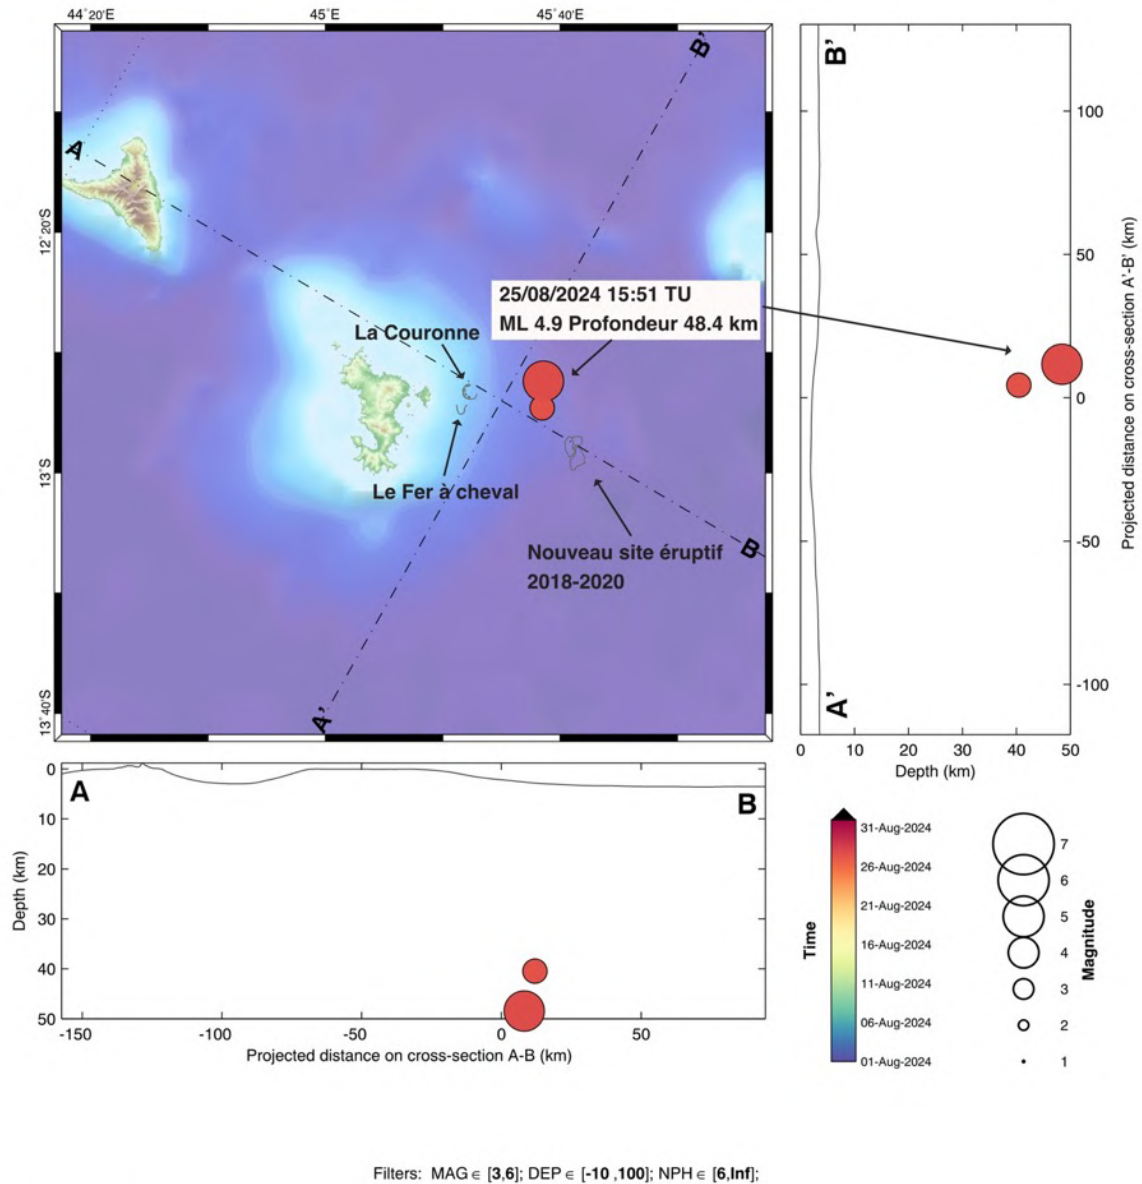 44˚20'E
45˚E
45˚40'E
12˚20'S
13˚S
13˚40'S
A
B'
25/08/2024 15:51 TU
ML 4.9 Profondeur 48.4 km
La Couronne
Le Fer à cheval
Nouveau site éruptif
2018-2020
B
A'
B'
A'
100
50
0
-50
-100
Projected distance on cross-section A'-B' (km)
0 10 20 30 40 50
Depth (km)
A
B
0
10
20
30
40
50
Depth (km)
-150 -100 -50 0 50
Projected distance on cross-section A-B (km)
Time
31-Aug-2024
26-Aug-2024
21-Aug-2024
16-Aug-2024
11-Aug-2024
06-Aug-2024
01-Aug-2024
7
6
5
4
3
2
1
Magnitude
Filters: MAG ∈ [3,6]; DEP ∈ [-10 ,100]; NPH ∈ [6,Inf];